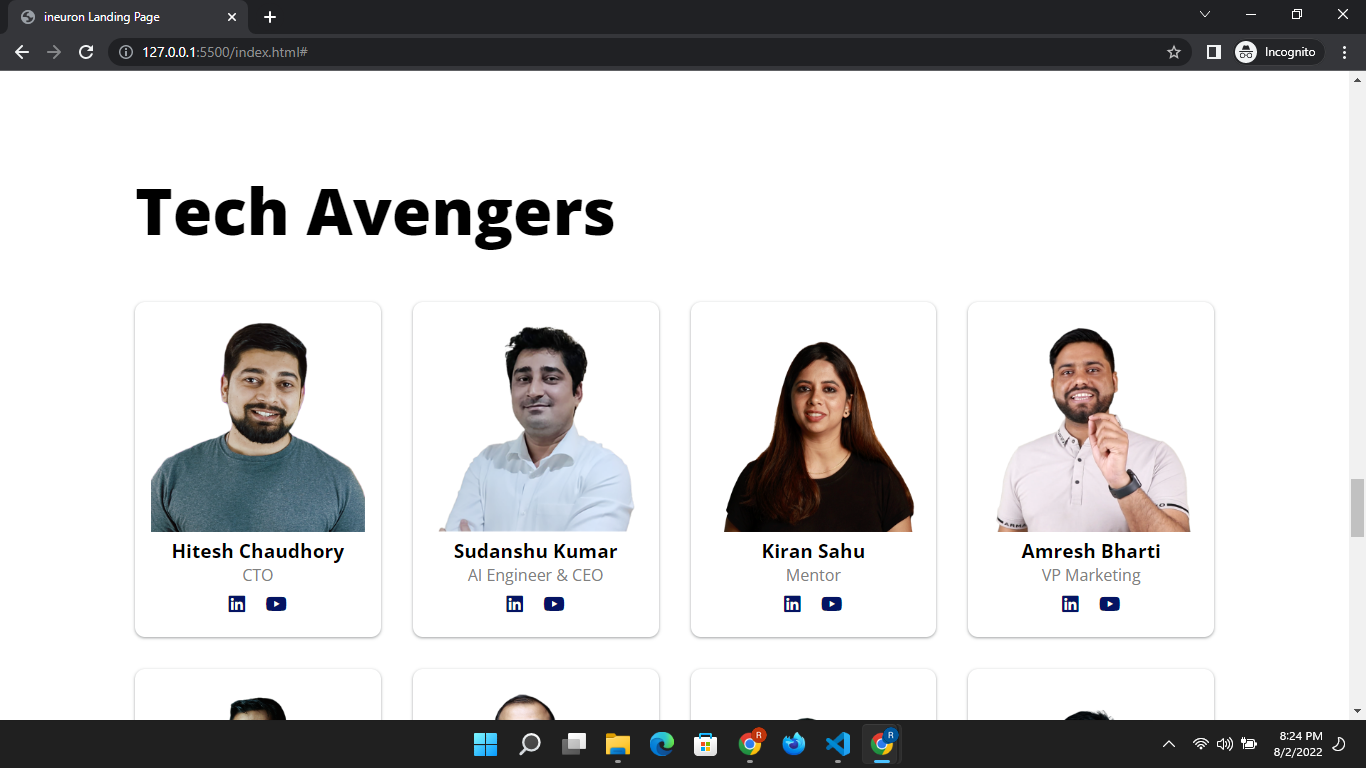 ineuron Landing Page
127.0.0.1:5500/index.html#
Incognito
Tech Avengers
Hitesh Chaudhory
CTO
Sudanshu Kumar
AI Engineer & CEO
Kiran Sahu
Mentor
Amresh Bharti
VP Marketing
R
R
8:24 PM
8/2/2022